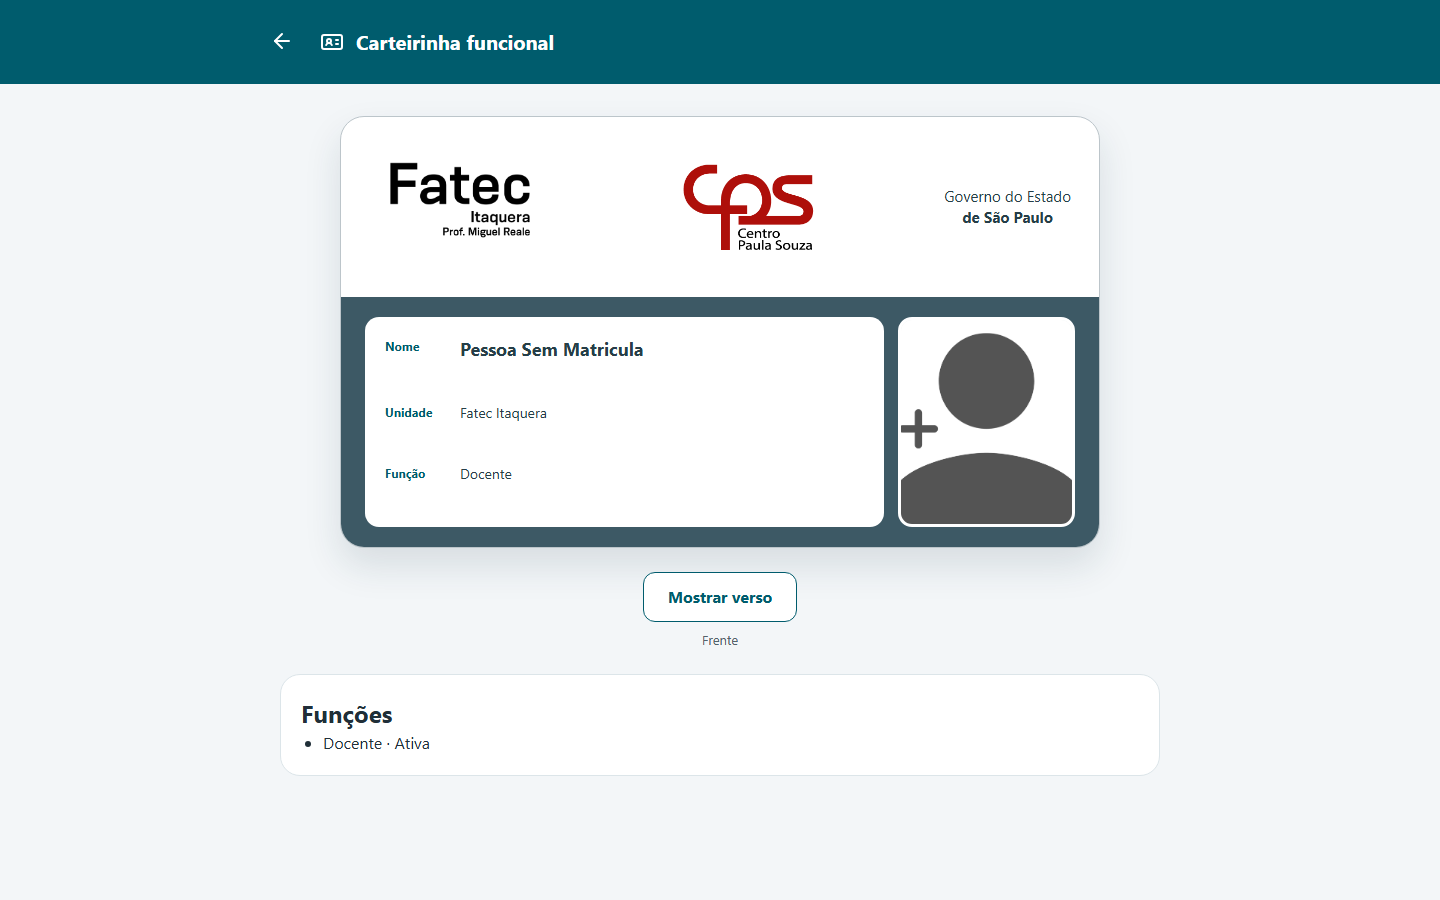 Carteirinha funcional
Fatec
Itaquera
Prof. Miguel Reale
cps
Centro
Paula Souza
Governo do Estado
de São Paulo
Nome
Pessoa Sem Matricula
Unidade
Fatec Itaquera
Função
Docente
Mostrar verso
Frente
Funções
Docente · Ativa